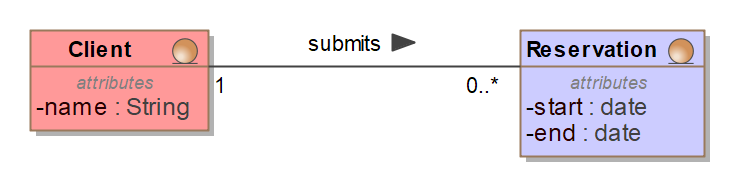 Client
attributes
-name : String
submits
1
0..*
Reservation
attributes
-start : date
-end : date